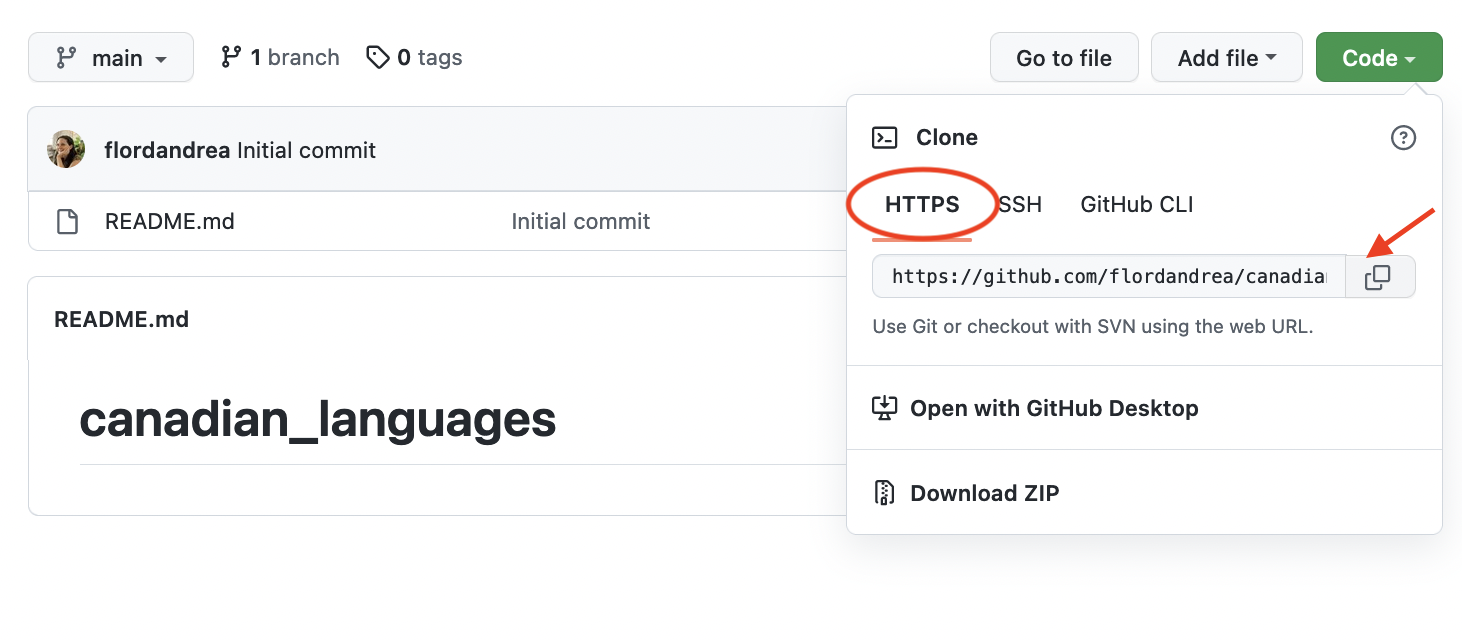 main 1 branch 0 tags Go to file Add file Code
flordandrea Initial commit
README.md Initial commit
README.md
canadian_languages
Clone
HTTPS SSH GitHub CLI
https://github.com/flordandrea/canadia
Use Git or checkout with SVN using the web URL.
Open with GitHub Desktop
Download ZIP